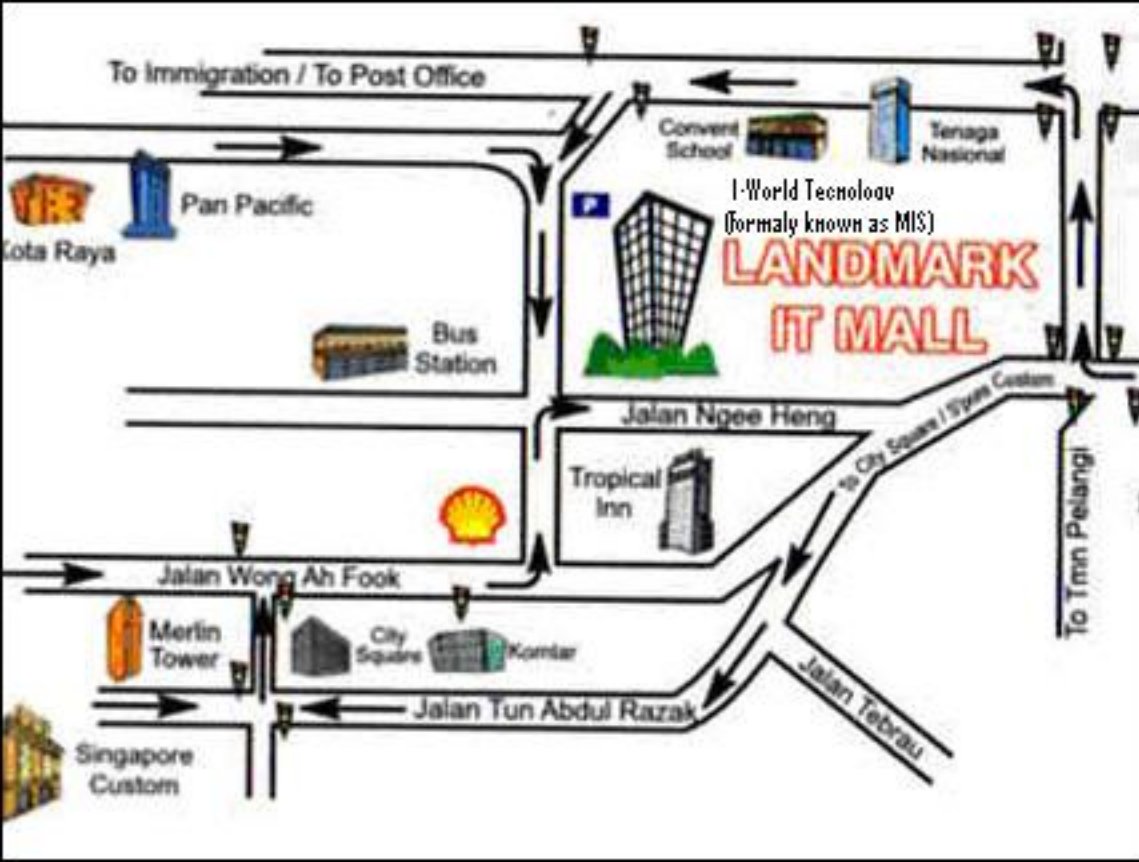 To Immigration / To Post Office
Convent
School
Tenaga
Nasional
Pan Pacific
Kota Raya
P
I-World Tecnology
(formaly known as MIS)
LANDMARK
IT MALL
Bus
Station
Jalan Ngee Heng
To City Square / S'pore Custom
Tropical
Inn
To Tmn Pelangi
Jalan Wong Ah Fook
Merlin
Tower
City
Square
Komtar
Jalan Tun Abdul Razak
Jalan Tebrau
Singapore
Custom